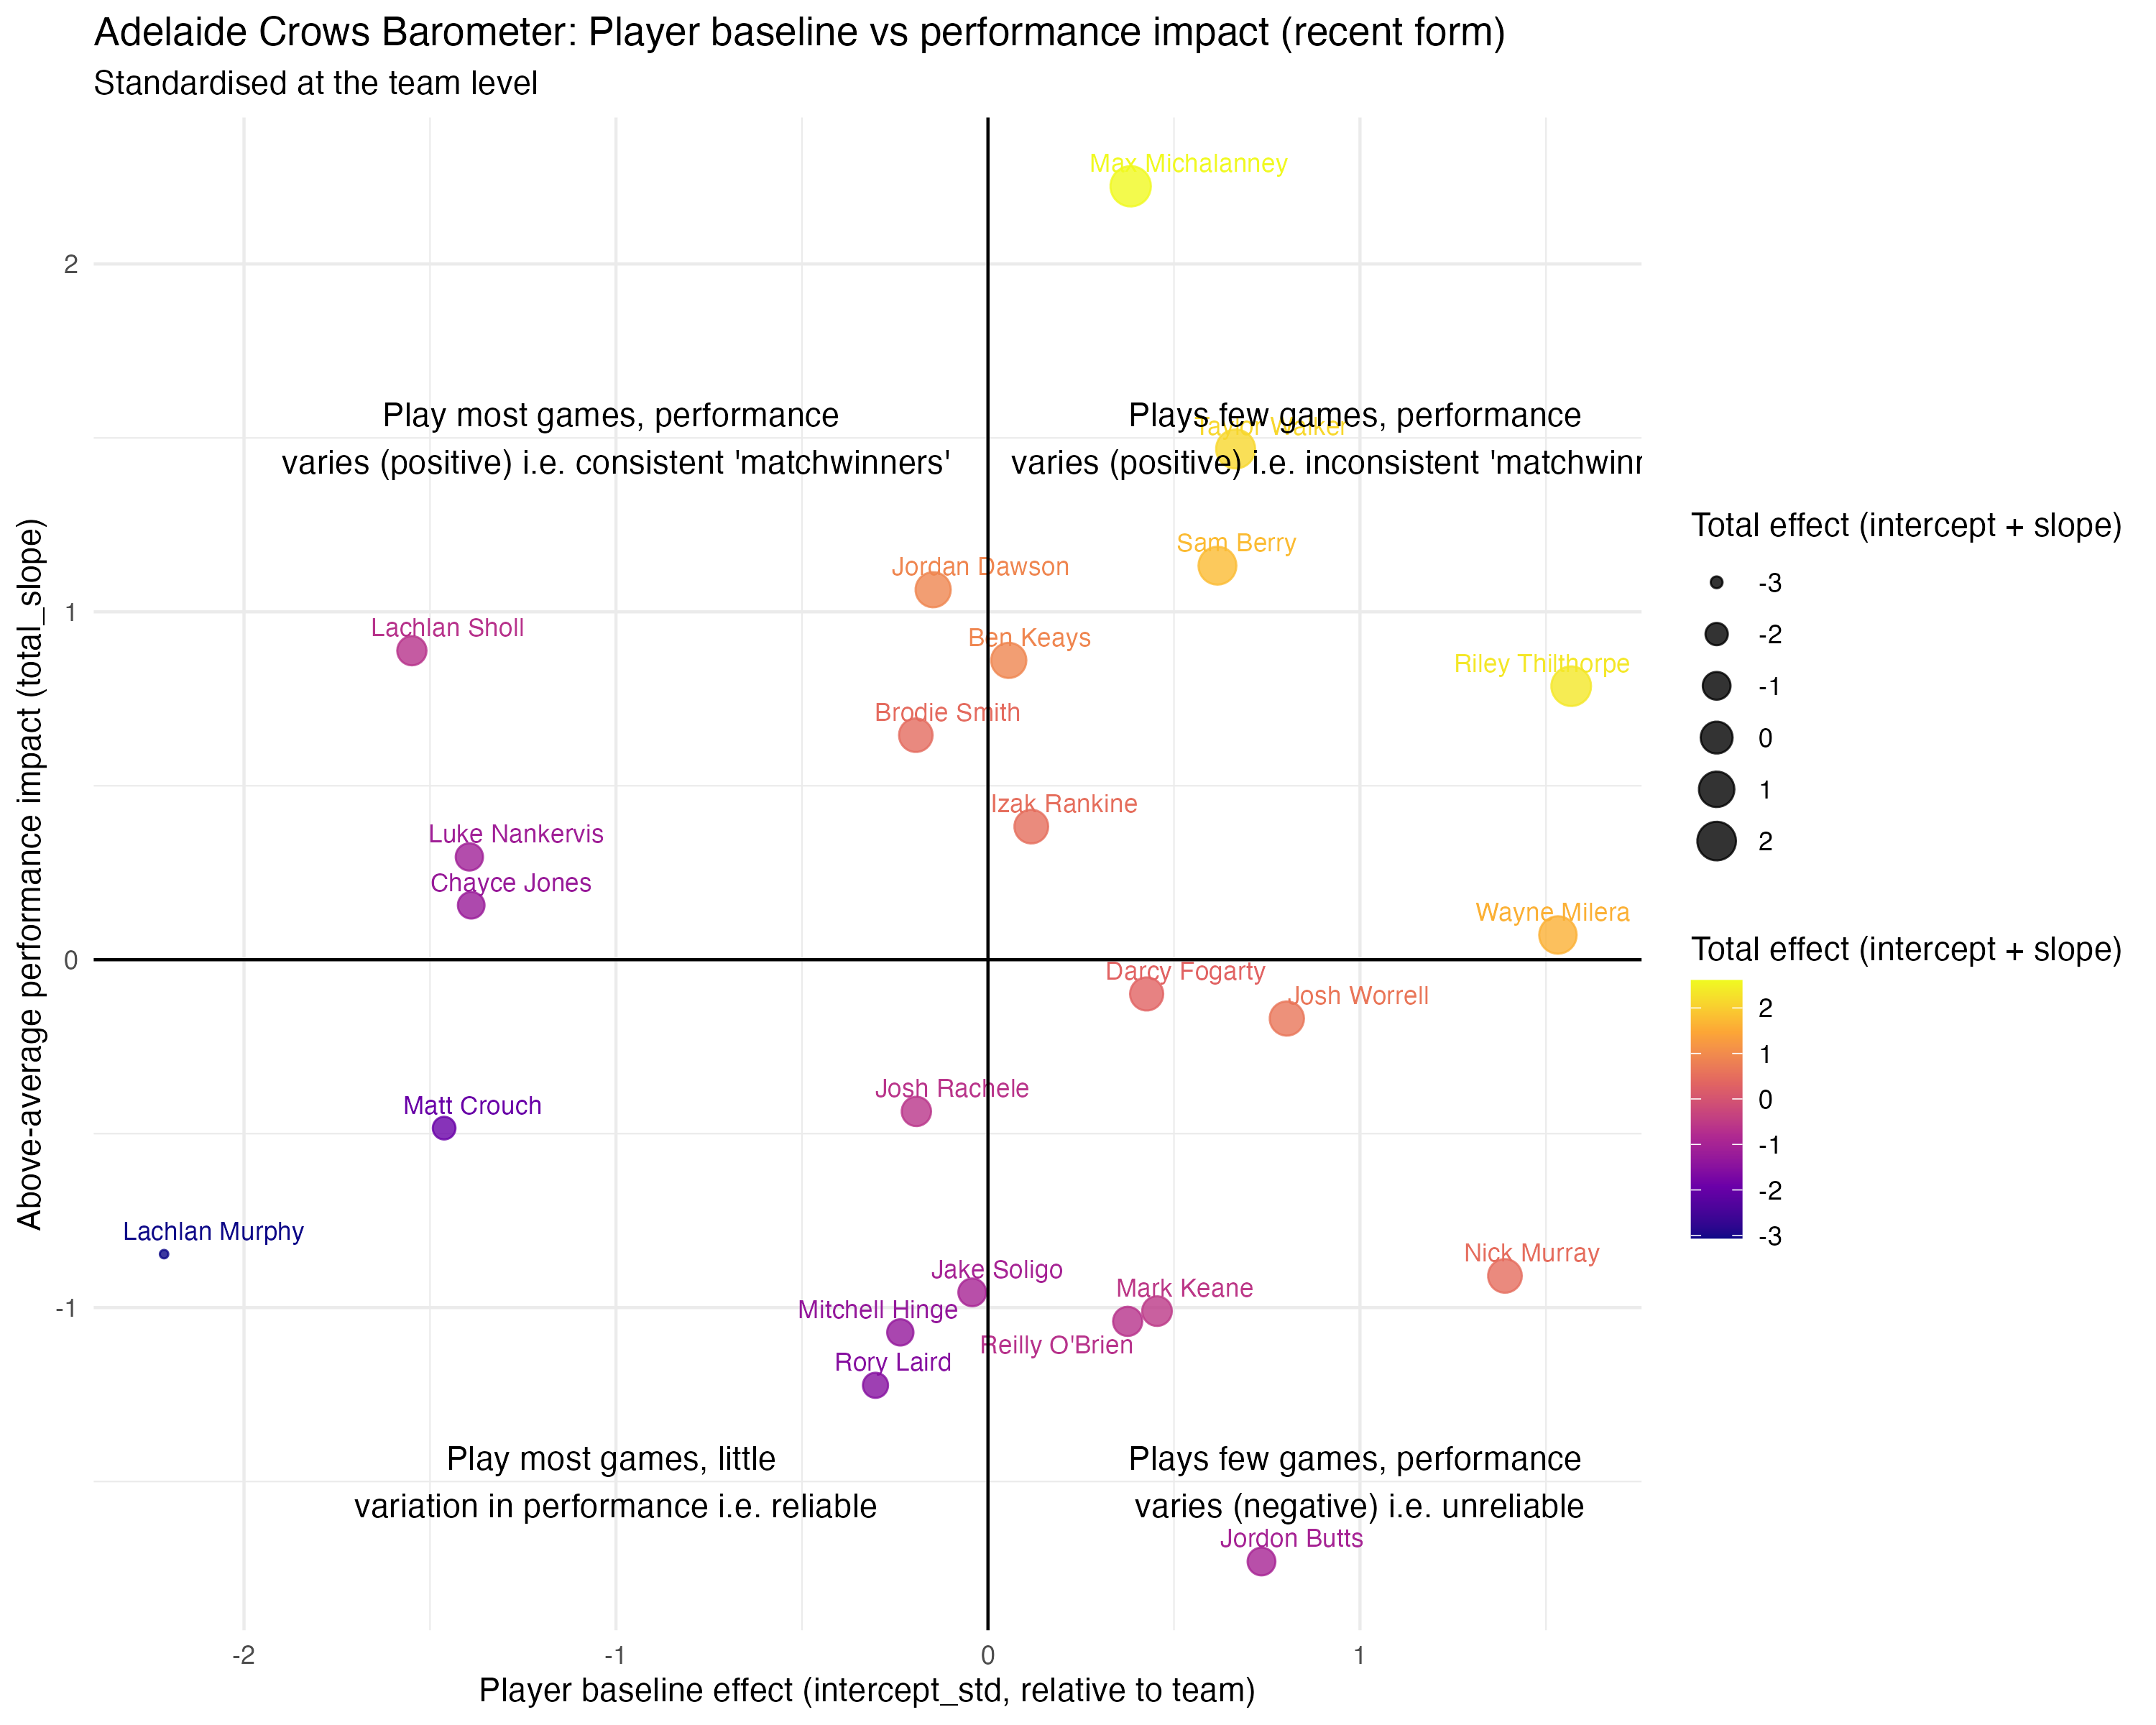 Adelaide Crows Barometer: Player baseline vs performance impact (recent form)
Standardised at the team level
Above-average performance impact (total_slope)
2
1
0
-1
Max Michalanney
Play most games, performance
varies (positive) i.e. consistent 'matchwinners'
Plays few games, performance
varies (positive) i.e. inconsistent 'matchwinr
Taylor Walker
Sam Berry
Jordan Dawson
Lachlan Sholl
Ben Keays
Riley Thilthorpe
Brodie Smith
Izak Rankine
Luke Nankervis
Chayce Jones
Wayne Milera
Darcy Fogarty
Josh Worrell
Josh Rachele
Matt Crouch
Lachlan Murphy
Nick Murray
Jake Soligo
Mark Keane
Mitchell Hinge
Reilly O'Brien
Rory Laird
Play most games, little
variation in performance i.e. reliable
Plays few games, performance
varies (negative) i.e. unreliable
Jordon Butts
-2
-1
0
1
Player baseline effect (intercept_std, relative to team)
Total effect (intercept + slope)
-3
-2
-1
0
1
2
Total effect (intercept + slope)
2
1
0
-1
-2
-3